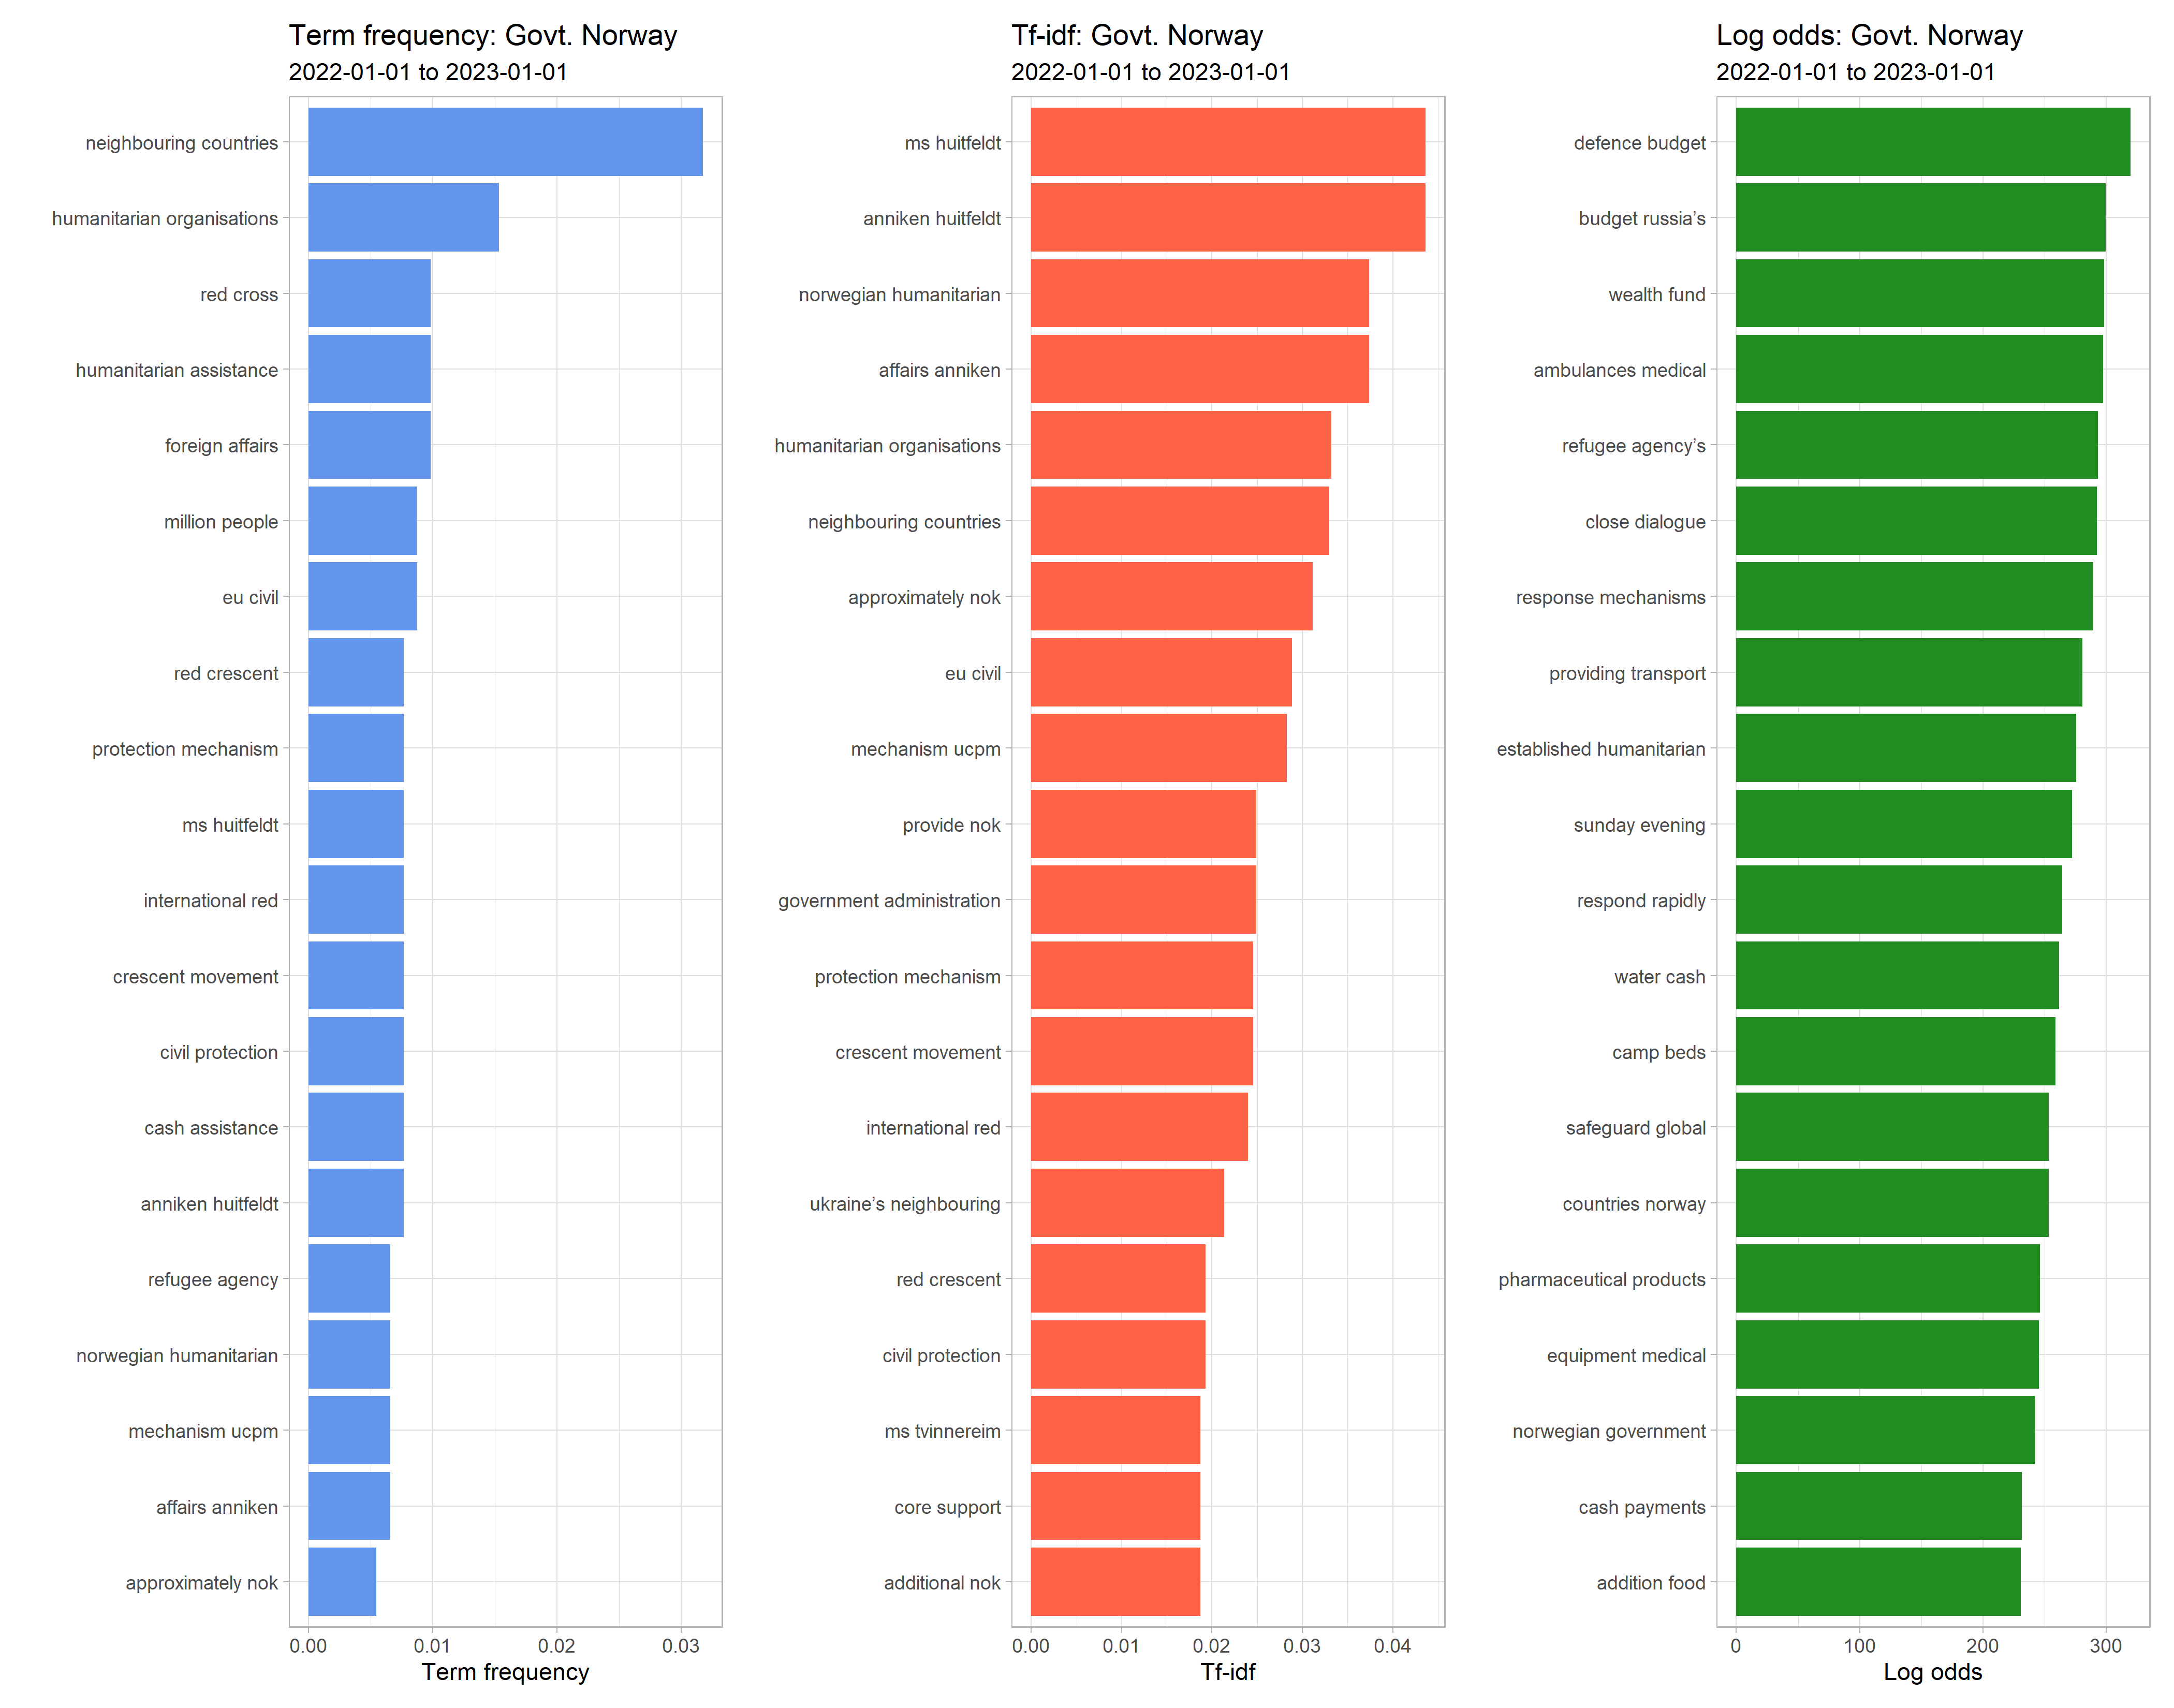 Term frequency: Govt. Norway
2022-01-01 to 2023-01-01
neighbouring countries
humanitarian organisations
red cross
humanitarian assistance
foreign affairs
million people
eu civil
red crescent
protection mechanism
ms huitfeldt
international red
crescent movement
civil protection
cash assistance
anniken huitfeldt
refugee agency
norwegian humanitarian
mechanism ucpm
affairs anniken
approximately nok
0.00 0.01 0.02 0.03
Term frequency
Tf-idf: Govt. Norway
2022-01-01 to 2023-01-01
ms huitfeldt
anniken huitfeldt
norwegian humanitarian
affairs anniken
humanitarian organisations
neighbouring countries
approximately nok
eu civil
mechanism ucpm
provide nok
government administration
protection mechanism
crescent movement
international red
ukraine’s neighbouring
red crescent
civil protection
ms tvinnereim
core support
additional nok
0.00 0.01 0.02 0.03 0.04
Tf-idf
Log odds: Govt. Norway
2022-01-01 to 2023-01-01
defence budget
budget russia’s
wealth fund
ambulances medical
refugee agency’s
close dialogue
response mechanisms
providing transport
established humanitarian
sunday evening
respond rapidly
water cash
camp beds
safeguard global
countries norway
pharmaceutical products
equipment medical
norwegian government
cash payments
addition food
0 100 200 300
Log odds